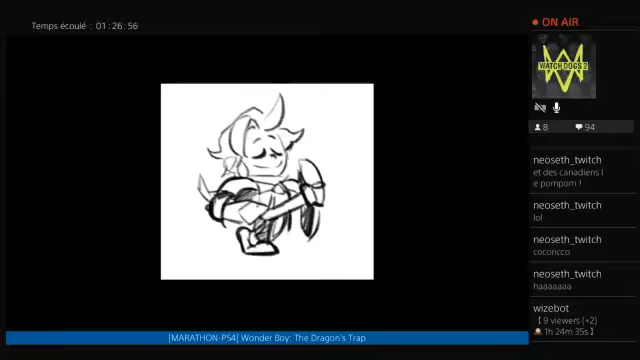 Temps écoulé : 01:26:56
ON AIR
WATCH DOGS 2
8 94
neoseth_twitch
et des canadiens l
e pompom !
neoseth_twitch
lol
neoseth_twitch
cocoricco
neoseth_twitch
haaaaaaa
wizebot
【 9 viewers (+2)
1h 24m 35s 】
[MARATHON-PS4] Wonder Boy: The Dragon's Trap